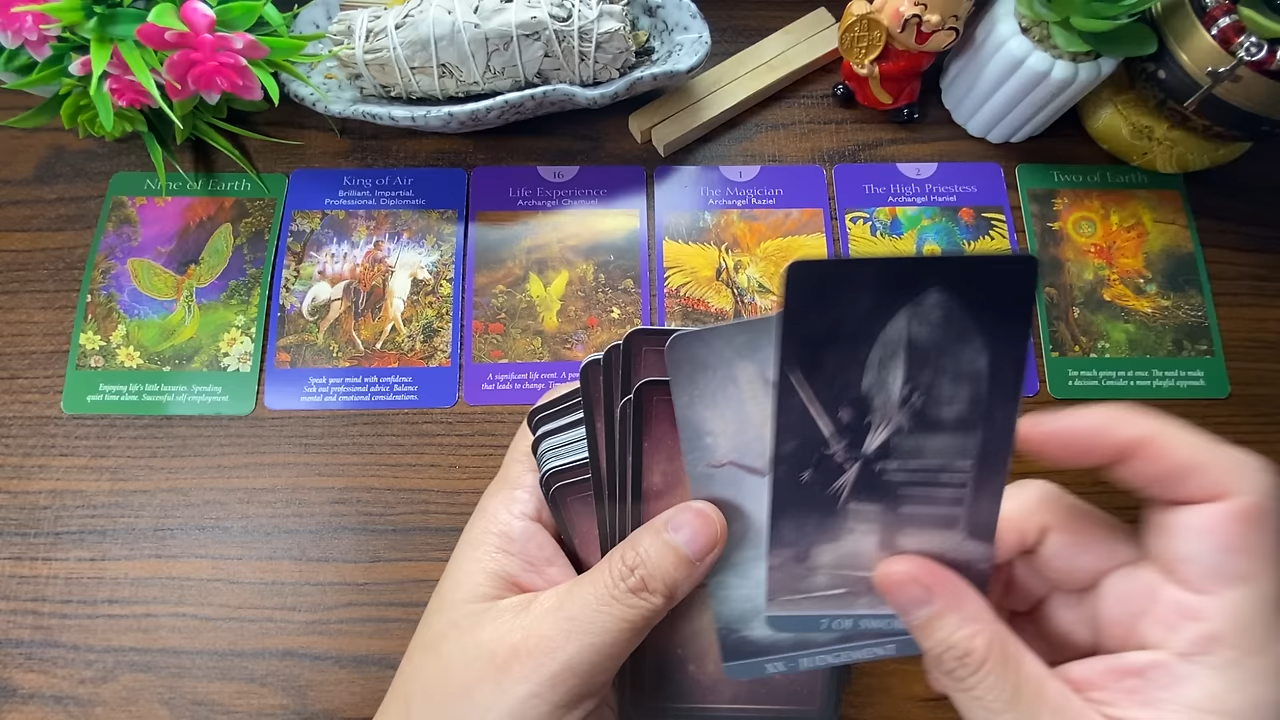 Nine of Earth
Enjoying life's little luxuries. Spending
quiet time alone. Successful self-employment.
King of Air
Brilliant, Impartial,
Professional, Diplomatic
Speak your mind with confidence.
Seek out professional advice. Balance
mental and emotional considerations.
16
Life Experience
Archangel Chamuel
A significant life event. A
that leads to change.
1
The Magician
Archangel Raziel
2
The High Priestess
Archangel Haniel
Two of Earth
Too much going on at once. The need to make
a decision. Consider a more playful approach.
7 OF
XX - JUDGEMENT